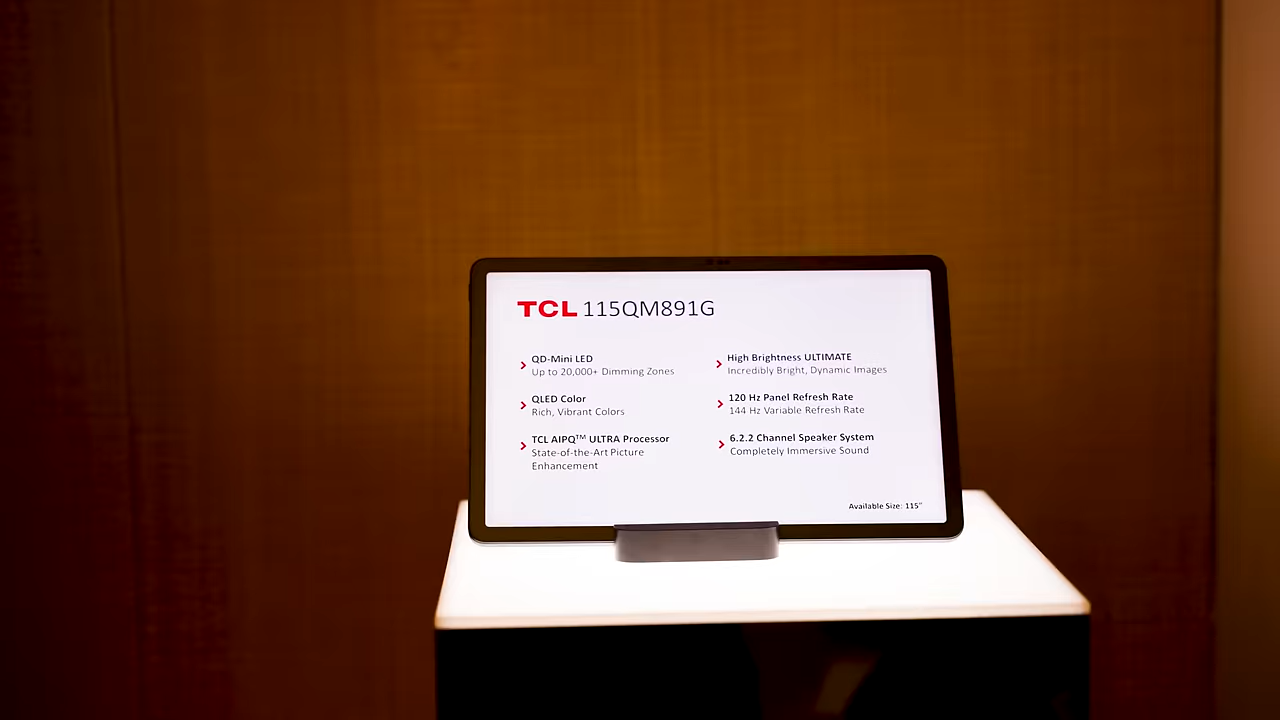 TCL 115QM891G
QD-Mini LED
Up to 20,000+ Dimming Zones
QLED Color
Rich, Vibrant Colors
TCL AIPQ™ ULTRA Processor
State-of-the-Art Picture
Enhancement
High Brightness ULTIMATE
Incredibly Bright, Dynamic Images
120 Hz Panel Refresh Rate
144 Hz Variable Refresh Rate
6.2.2 Channel Speaker System
Completely Immersive Sound
Available Size: 115"